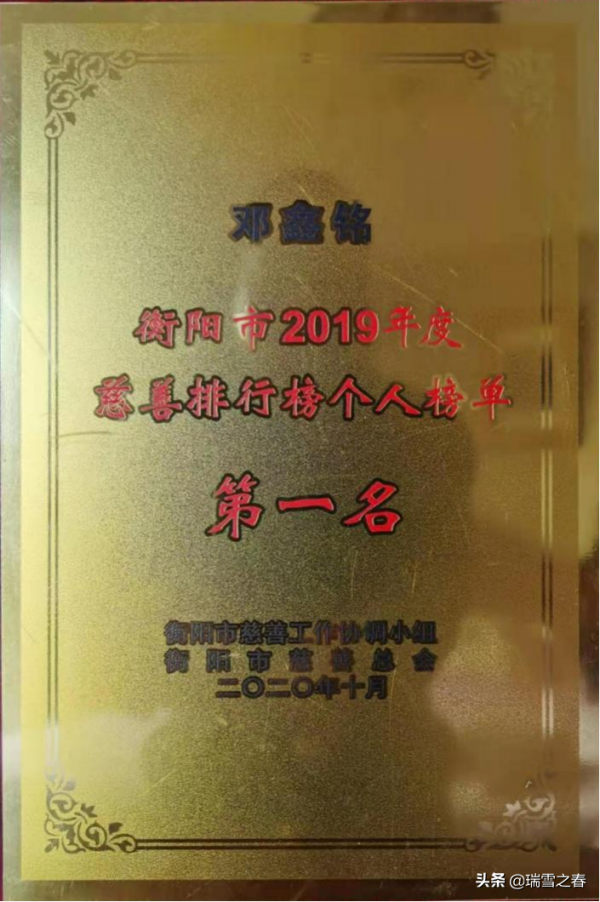 邓鑫铭
衡阳市2019年度
慈善排行榜个人榜单
第一名
衡阳市慈善工作协调小组
衡阳市慈善总会
二〇二〇年十月
头条 @瑞雪之春